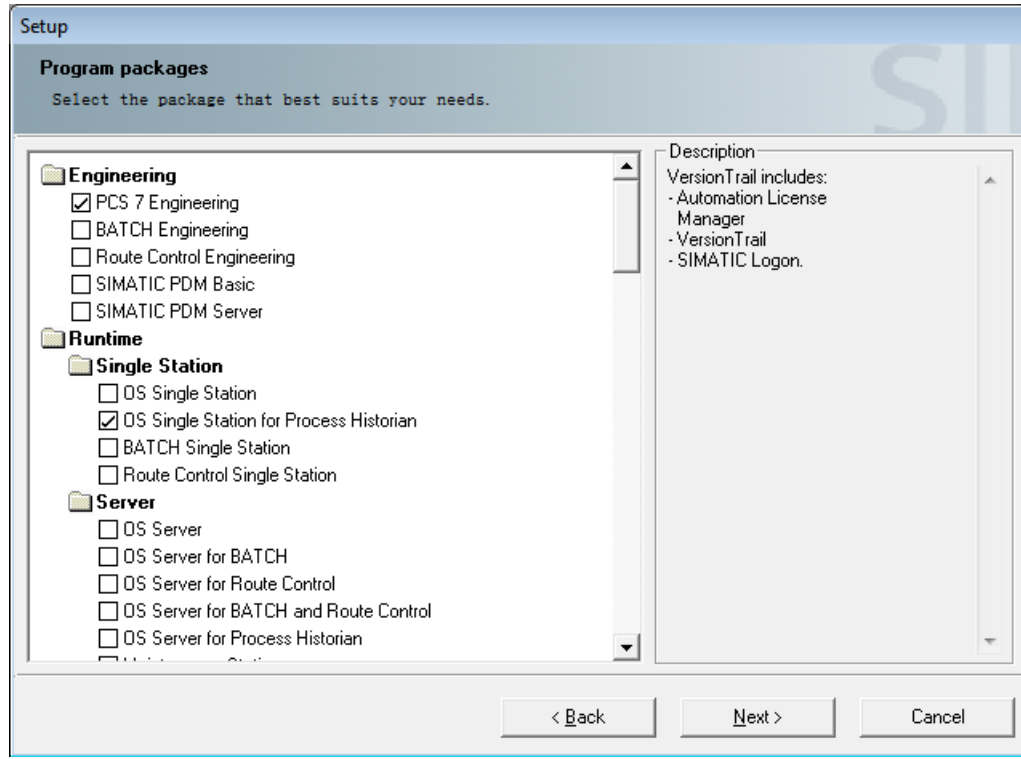 Setup
Program packages
Select the package that best suits your needs.
SI
Engineering
PCS 7 Engineering
BATCH Engineering
Route Control Engineering
SIMATIC PDM Basic
SIMATIC PDM Server
Runtime
Single Station
OS Single Station
OS Single Station for Process Historian
BATCH Single Station
Route Control Single Station
Server
OS Server
OS Server for BATCH
OS Server for Route Control
OS Server for BATCH and Route Control
OS Server for Process Historian
Description
VersionTrail includes:
- Automation License
Manager
- VersionTrail
- SIMATIC Logon.
< Back
Next >
Cancel